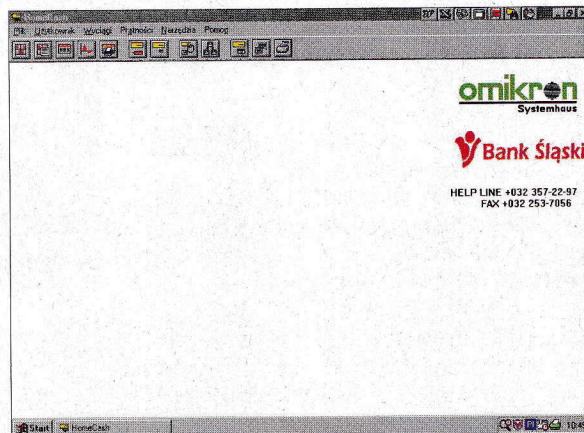 HomeCash
Plik Użytkownik Wyciągi Płatności Narzędzia Pomoc
omikron
Systemhaus
Bank Śląski
HELP LINE +032 357-22-97
FAX +032 253-7056
Start HomeCash